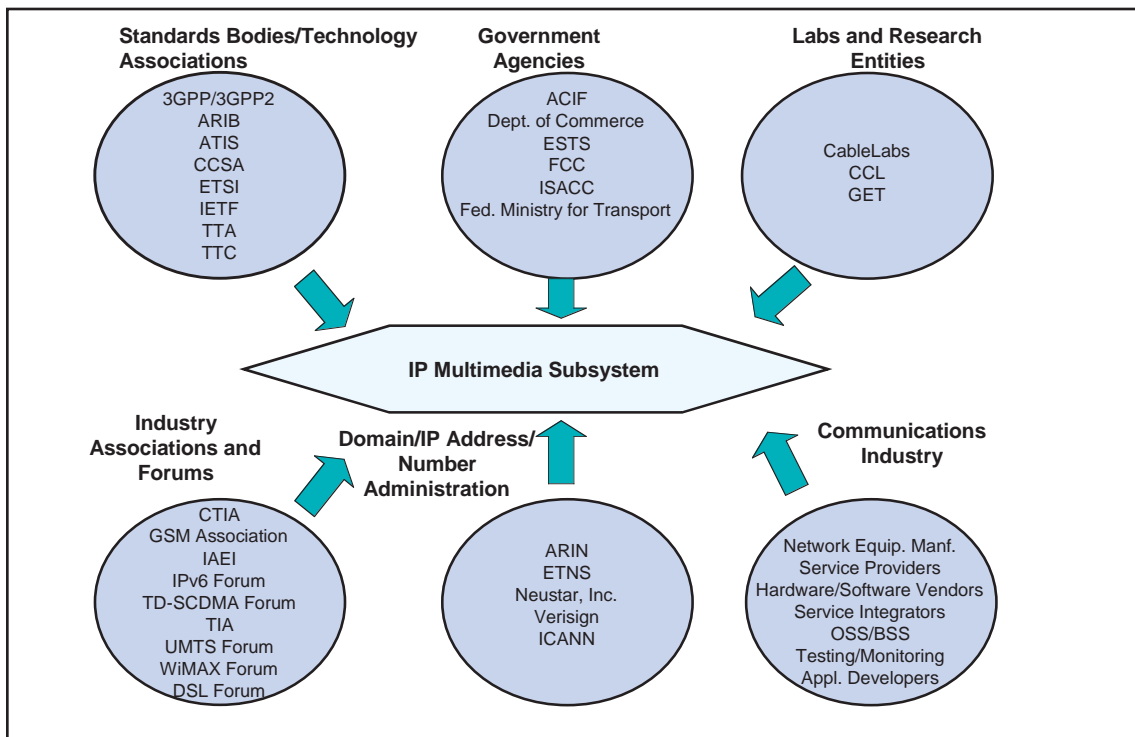 Standards Bodies/Technology
Associations
3GPP/3GPP2
ARIB
ATIS
CCSA
ETSI
IETF
TTA
TTC
Government
Agencies
ACIF
Dept. of Commerce
ESTS
FCC
ISACC
Fed. Ministry for Transport
Labs and Research
Entities
CableLabs
CCL
GET
IP Multimedia Subsystem
Industry
Associations and
Forums
CTIA
GSM Association
IAEI
IPv6 Forum
TD-SCDMA Forum
TIA
UMTS Forum
WiMAX Forum
DSL Forum
Domain/IP Address/
Number
Administration
ARIN
ETNS
Neustar, Inc.
Verisign
ICANN
Communications
Industry
Network Equip. Manf.
Service Providers
Hardware/Software Vendors
Service Integrators
OSS/BSS
Testing/Monitoring
Appl. Developers